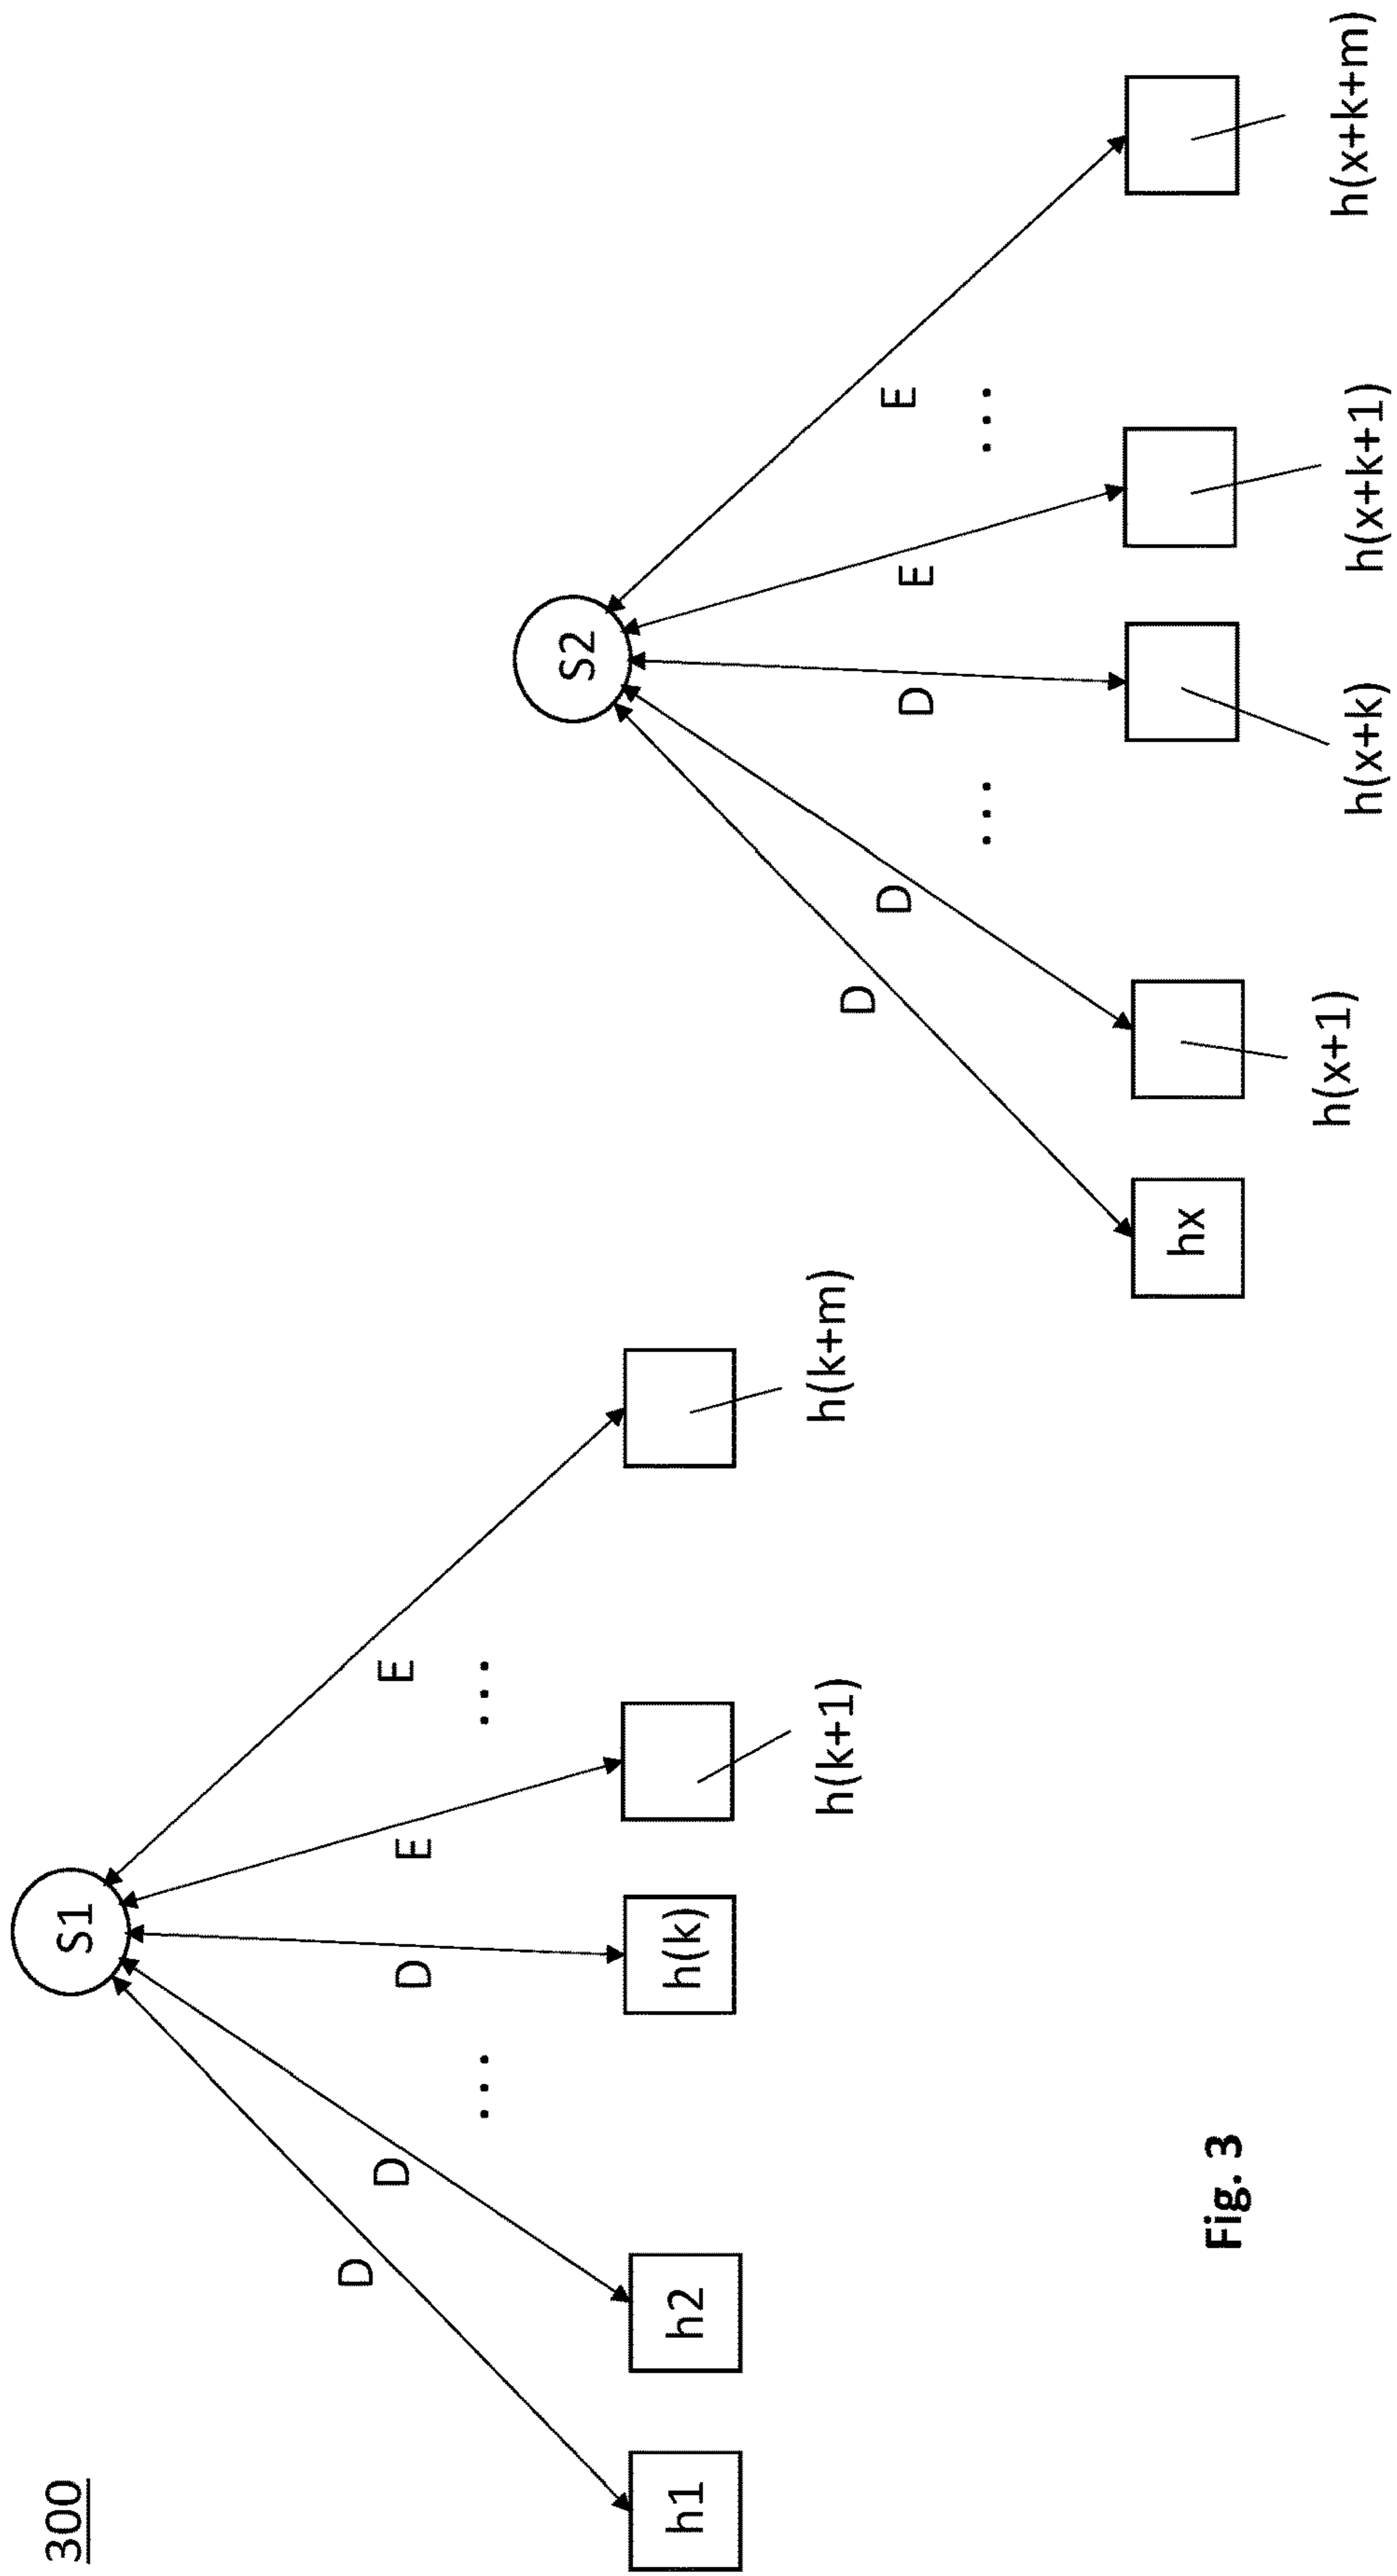 300
S1
D
D
...
D
E
...
E
h1
h2
h(k)
h(k+1)
h(k+m)
S2
D
D
...
D
E
...
E
hx
h(x+1)
h(x+k)
h(x+k+1)
h(x+k+m)
Fig. 3